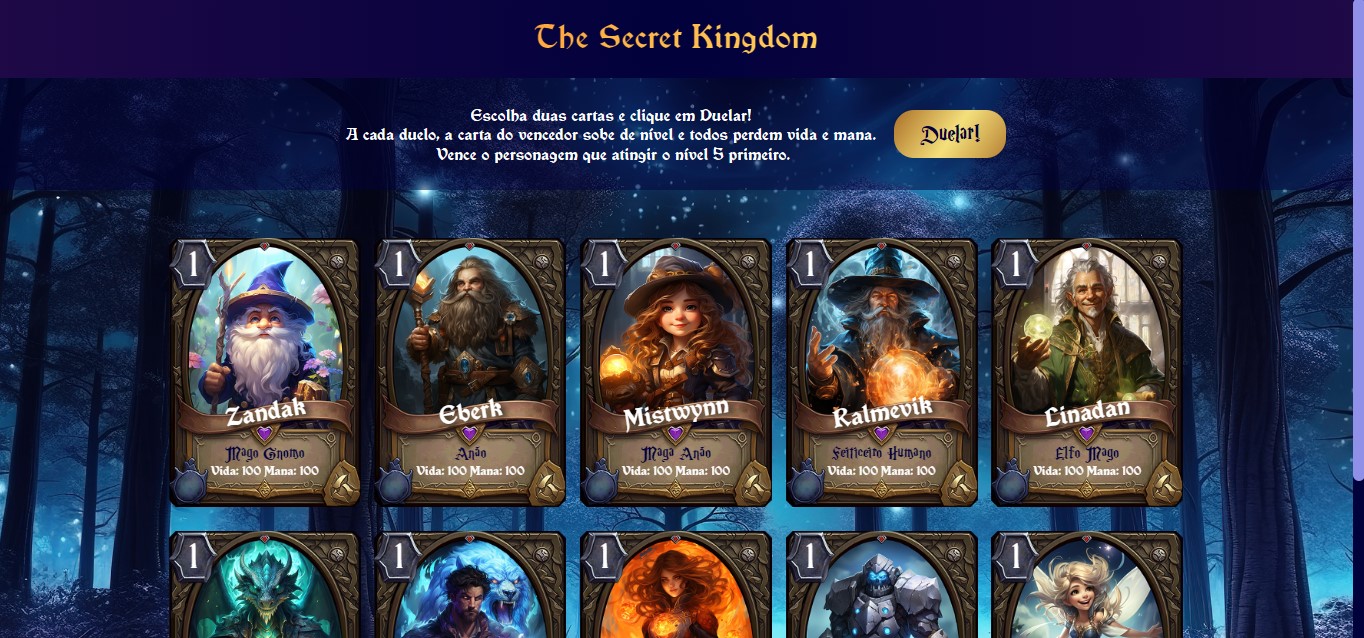 The Secret Kingdom
Escolha duas cartas e clique em Duelar!
A cada duelo, a carta do vencedor sobe de nível e todos perdem vida e mana.
Vence o personagem que atingir o nível 5 primeiro.
Duelar!
1
1
1
1
1
Zandak
Eberk
Mistwynn
Ralmevik
Linadan
Mago Gnomo
Anão
Maga Anão
Feiticeiro Humano
Elfo Mago
Vida: 100 Mana: 100
Vida: 100 Mana: 100
Vida: 100 Mana: 100
Vida: 100 Mana: 100
Vida: 100 Mana: 100
1
1
1
1
1